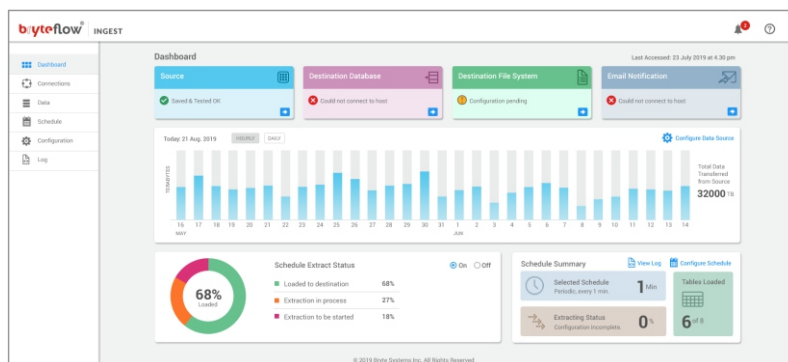 bryteflow INGEST
2
Dashboard
Connections
Data
Schedule
Configuration
Log
Dashboard
Last Accessed: 23 July 2019 at 4.30 pm
Source
Saved & Tested OK
Destination Database
Could not connect to host
Destination File System
Configuration pending
Email Notification
Could not connect to host
Today: 21 Aug, 2019
HOURLY
DAILY
Configure Data Source
TERABYTES
16 17 18 19 20 21 22 23 24 25 26 27 28 29 30 31 1 2 3 4 5 6 7 8 9 10 11 12 13 14
MAY JUN
Total Data
Transferred
from Source
32000 TB
68%
Loaded
Schedule Extract Status
On Off
Loaded to destination 68%
Extraction in process 27%
Extraction to be started 18%
Schedule Summary
View Log
Configure Schedule
Selected Schedule
Periodic, every 1 min.
1 Min
Extracting Status
Configuration Incomplete.
0 %
Tables Loaded
6 of 8
© 2019 Bryte Systems Inc. All Rights Reserved